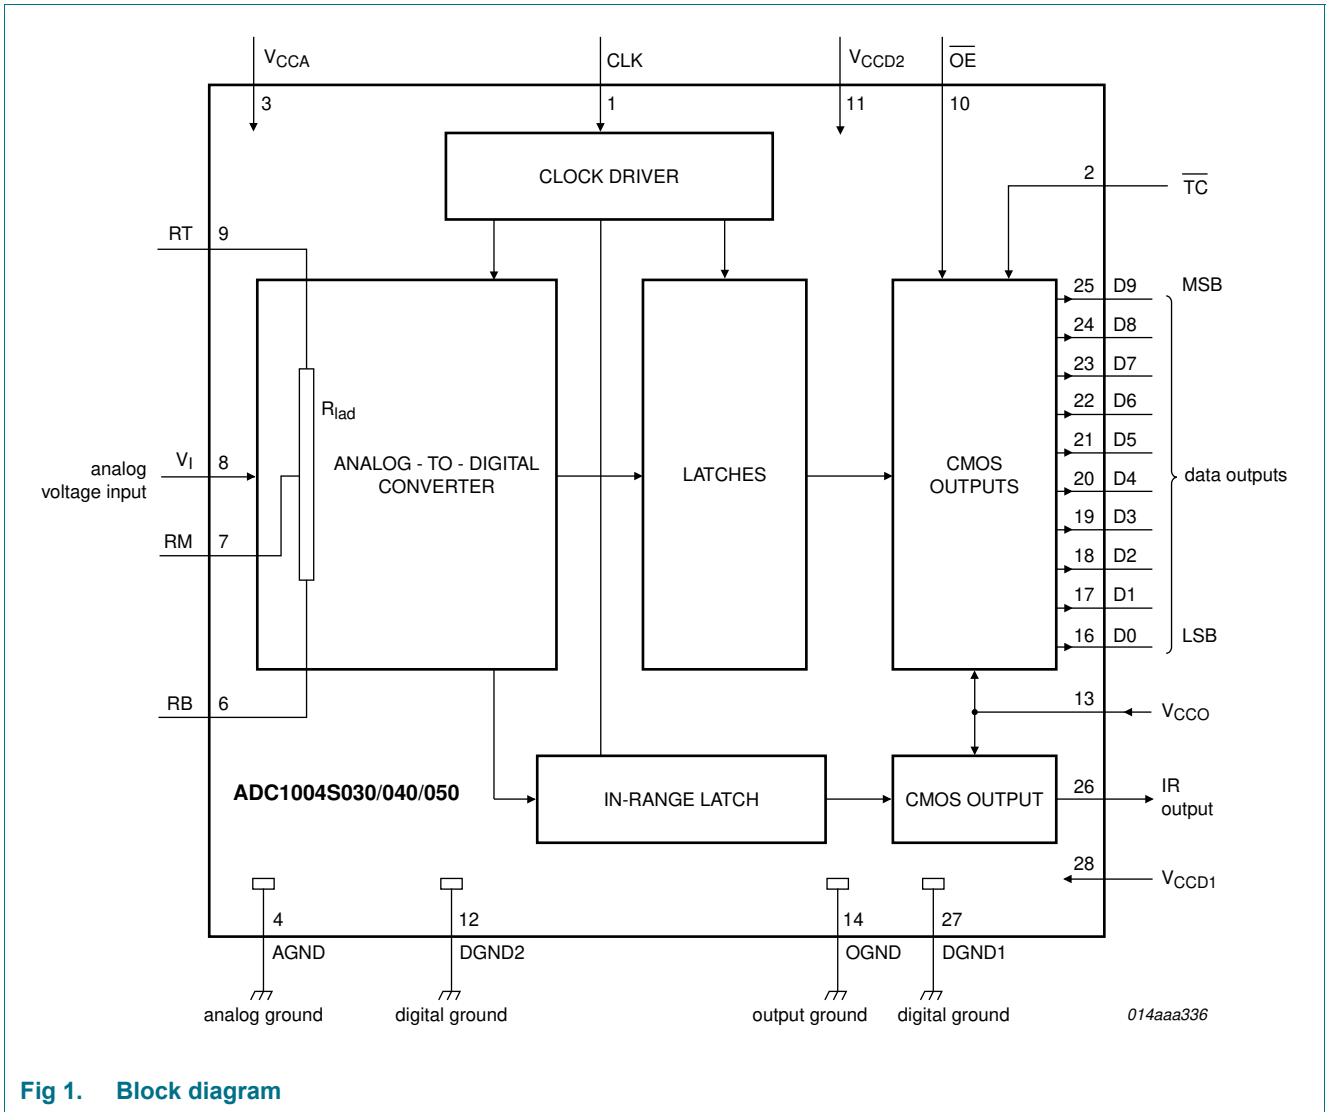 VCCA
CLK
VCCD2
OE
3
1
11
10
CLOCK DRIVER
2
TC
RT
9
25
D9
MSB
24
D8
23
D7
Rlad
22
D6
21
D5
analog
voltage input
VI
8
ANALOG - TO - DIGITAL
CONVERTER
LATCHES
CMOS
OUTPUTS
data outputs
20
D4
19
D3
RM
7
18
D2
17
D1
16
D0
LSB
RB
6
13
VCCO
ADC1004S030/040/050
IN-RANGE LATCH
CMOS OUTPUT
26
IR
output
28
VCCD1
4
12
14
27
AGND
DGND2
OGND
DGND1
analog ground
digital ground
output ground
digital ground
014aaa336
Fig 1. Block diagram